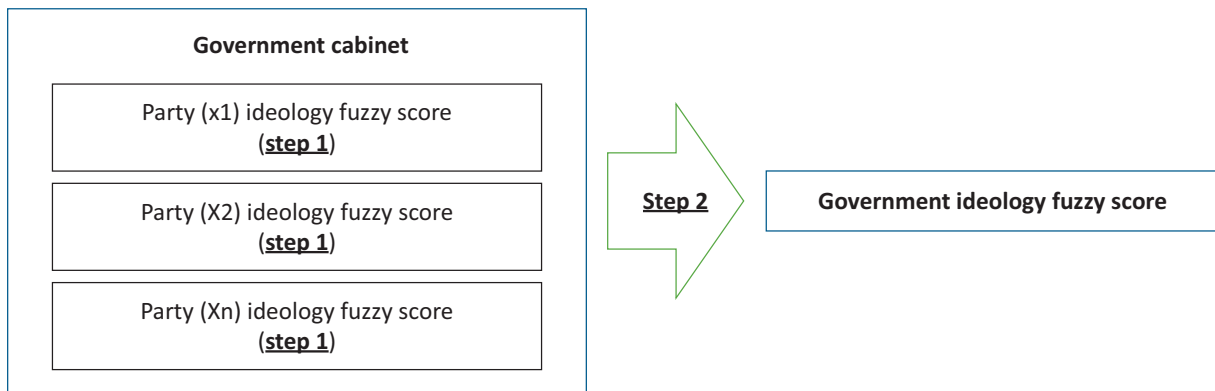 Government cabinet
Party (x1) ideology fuzzy score
(step 1)
Party (X2) ideology fuzzy score
(step 1)
Party (Xn) ideology fuzzy score
(step 1)
Step 2
Government ideology fuzzy score